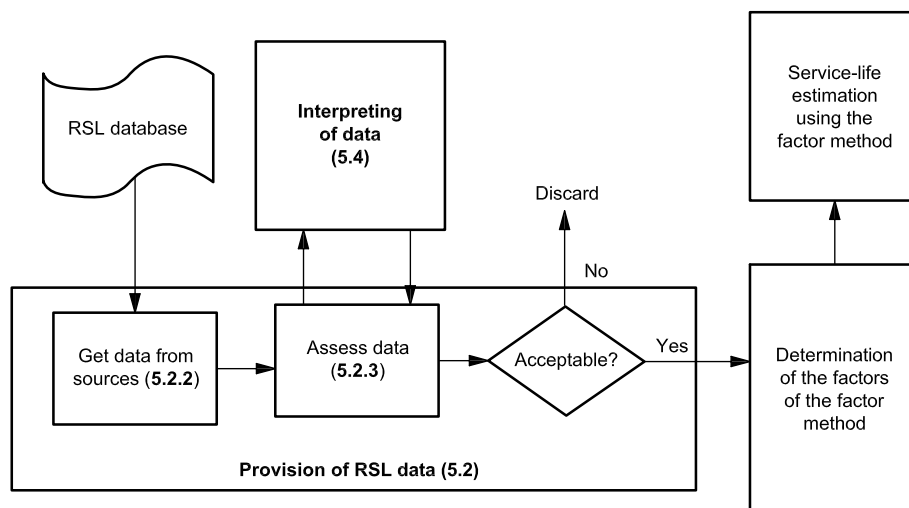 RSL database
Interpreting
of data
(5.4)
Service-life
estimation
using the
factor method
Discard
No
Get data from
sources (5.2.2)
Assess data
(5.2.3)
Acceptable?
Yes
Determination
of the factors
of the factor
method
Provision of RSL data (5.2)